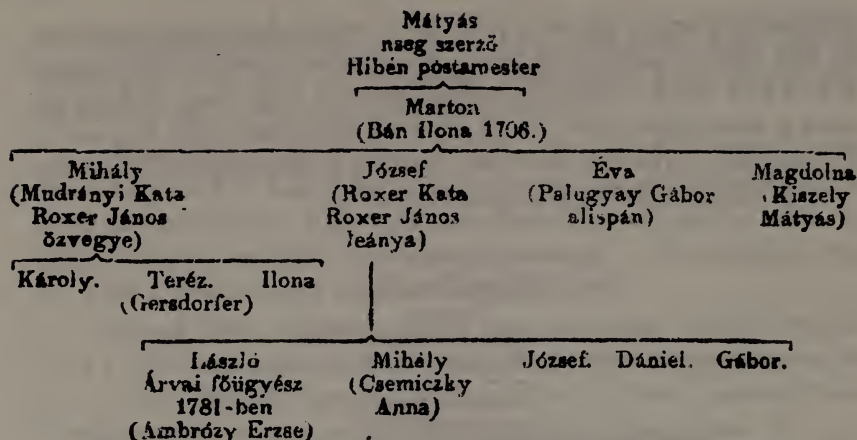 Mátyás
nseg szerző
Hibén póstamester
Marton
(Bán Ilona 1706.)
Mihály József Éva Magdolna
(Mudrányi Kata (Roxer Kata (Palugyay Gábor (Kiszely
Roxer János Roxer János alispán) Mátyás)
özvegye) leánya)
Károly. Teréz. Ilona
(Gersdorfer)
László Mihály József. Dániel. Gábor.
Árvai főügyész (Csemiczky
1781-ben Anna)
(Ambrózy Erzse)